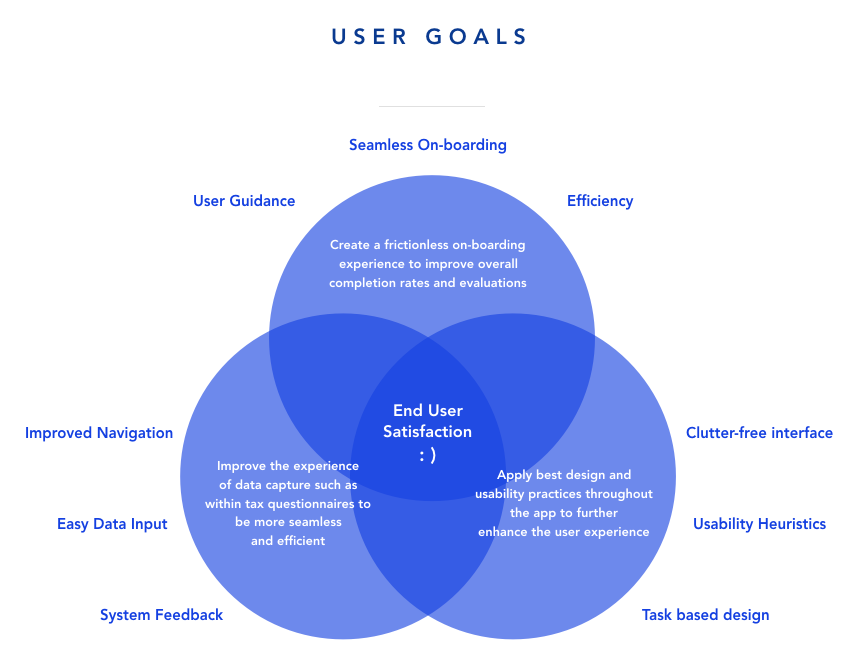 USER GOALS
Seamless On-boarding
User Guidance
Efficiency
Create a frictionless on-boarding
experience to improve overall
completion rates and evaluations
End User
Satisfaction
: )
Improved Navigation
Clutter-free interface
Improve the experience
of data capture such as
within tax questionnaires to
be more seamless
and efficient
Apply best design and
usability practices throughout
the app to further
enhance the user experience
Easy Data Input
Usability Heuristics
System Feedback
Task based design